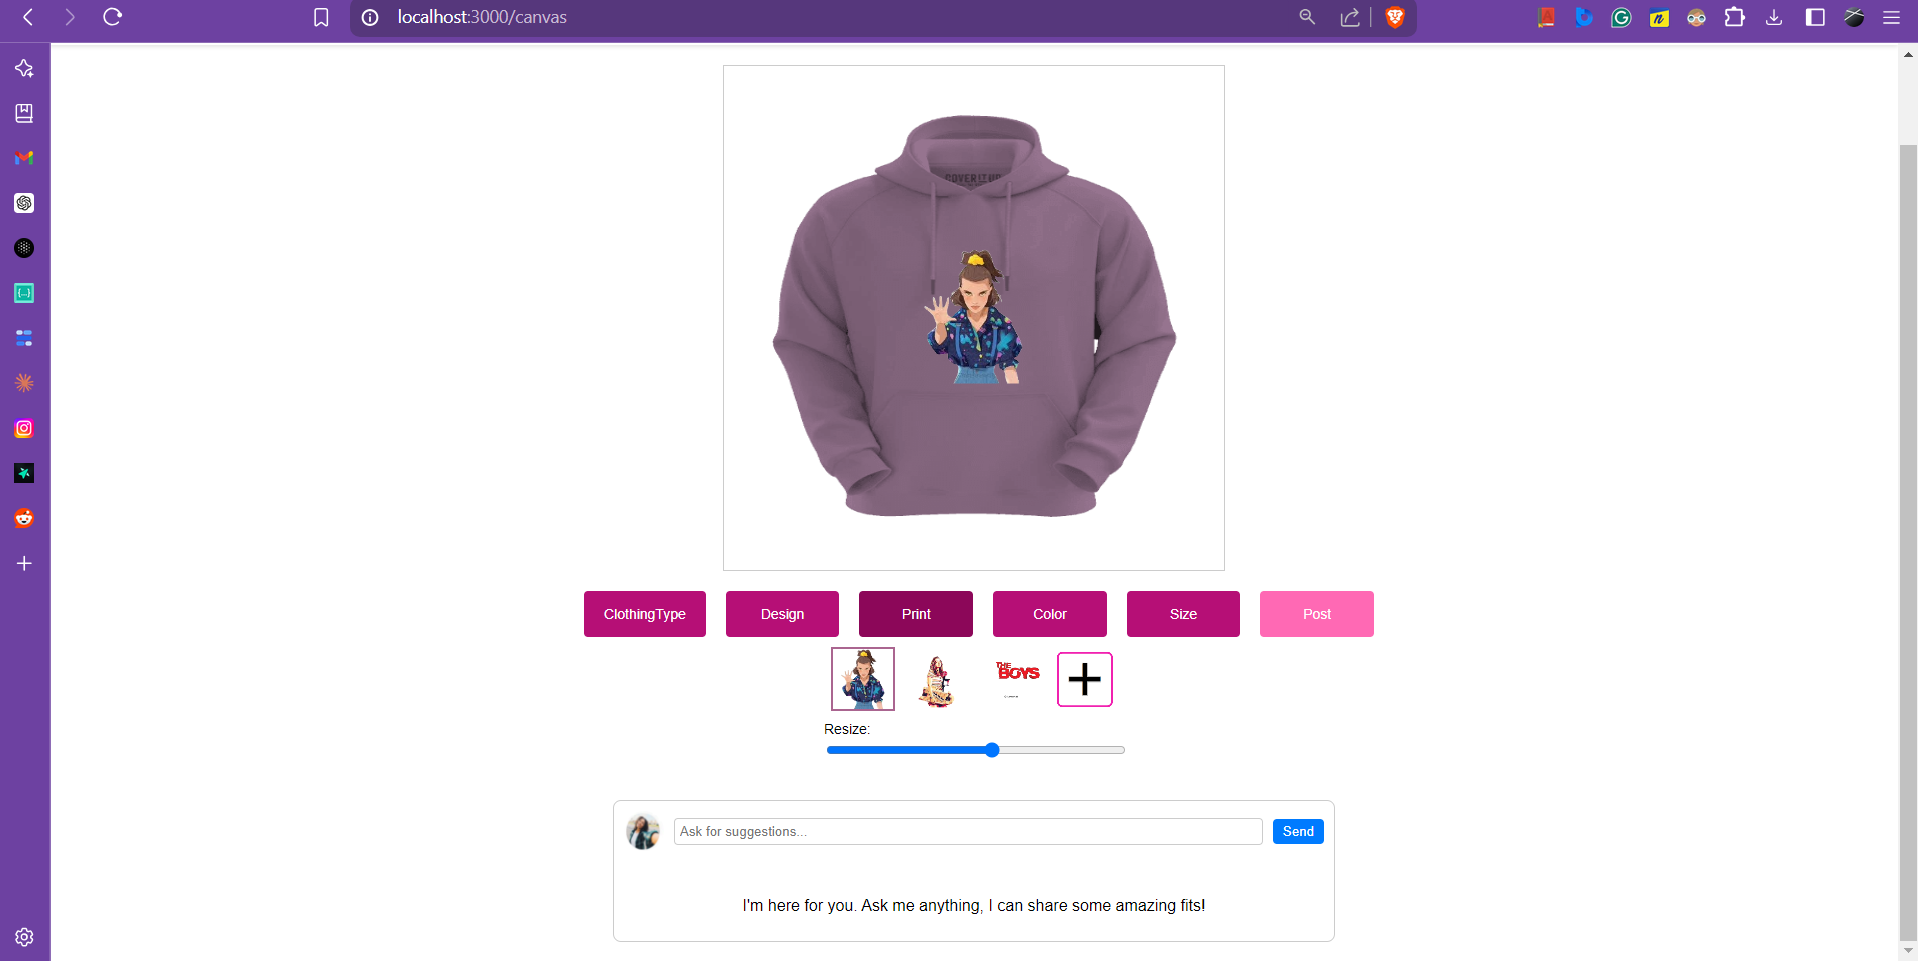 localhost:3000/canvas
COVER IT UP
ClothingType
Design
Print
Color
Size
Post
THE
BOYS
Resize:
Ask for suggestions...
Send
I'm here for you. Ask me anything, I can share some amazing fits!